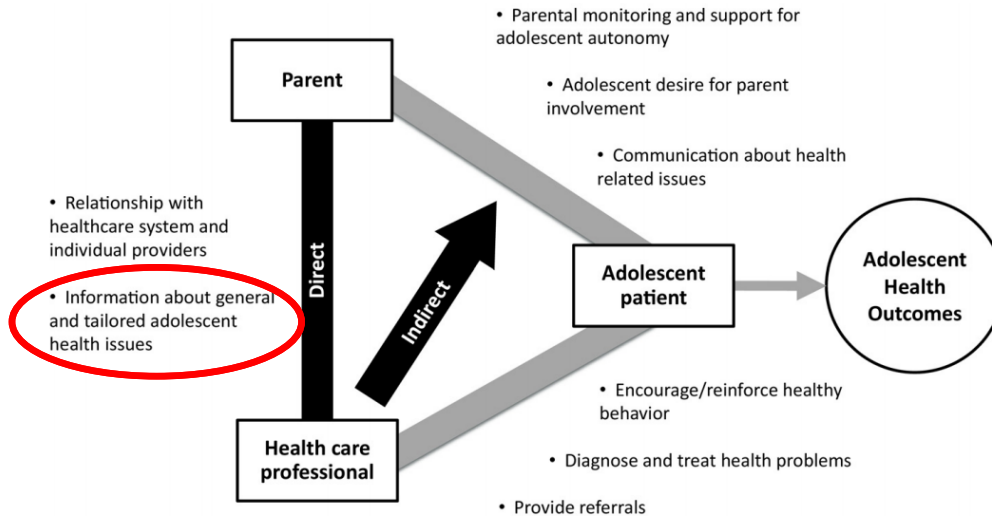 • Parental monitoring and support for
adolescent autonomy
Parent
• Adolescent desire for parent
involvement
• Communication about health
related issues
• Relationship with
healthcare system and
individual providers
• Information about general
and tailored adolescent
health issues
Direct
Indirect
Adolescent
patient
Adolescent
Health
Outcomes
Health care
professional
• Encourage/reinforce healthy
behavior
• Diagnose and treat health problems
• Provide referrals